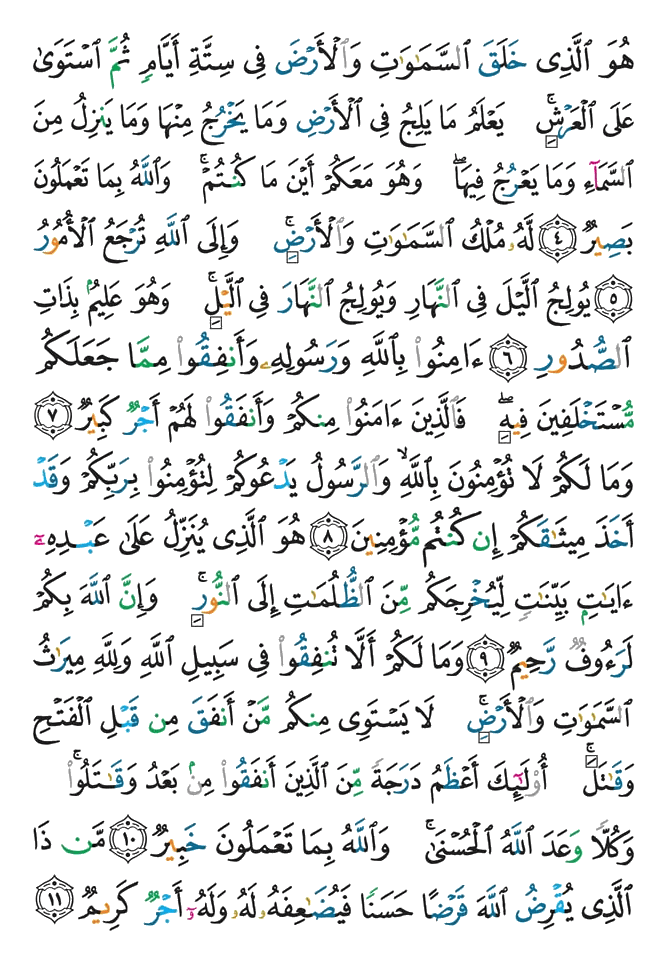 هُوَ ٱلَّذِى خَلَقَ ٱلسَّمَـٰوَٰتِ وَٱلْأَرْضَ فِى سِتَّةِ أَيَّامٍ ثُمَّ ٱسْتَوَىٰ
عَلَى ٱلْعَرْشِ ۚ يَعْلَمُ مَا يَلِجُ فِى ٱلْأَرْضِ وَمَا يَخْرُجُ مِنْهَا وَمَا يَنزِلُ مِنَ
ٱلسَّمَآءِ وَمَا يَعْرُجُ فِيهَا ۖ وَهُوَ مَعَكُمْ أَيْنَ مَا كُنتُمْ ۚ وَٱللَّهُ بِمَا تَعْمَلُونَ
بَصِيرٌ ٤ لَّهُۥ مُلْكُ ٱلسَّمَـٰوَٰتِ وَٱلْأَرْضِ ۚ وَإِلَى ٱللَّهِ تُرْجَعُ ٱلْأُمُورُ
٥ يُولِجُ ٱلَّيْلَ فِى ٱلنَّهَارِ وَيُولِجُ ٱلنَّهَارَ فِى ٱلَّيْلِ ۚ وَهُوَ عَلِيمٌۢ بِذَاتِ
ٱلصُّدُورِ ٦ ءَامِنُوا۟ بِٱللَّهِ وَرَسُولِهِۦ وَأَنفِقُوا۟ مِمَّا جَعَلَكُم
مُّسْتَخْلَفِينَ فِيهِ ۖ فَٱلَّذِينَ ءَامَنُوا۟ مِنكُمْ وَأَنفَقُوا۟ لَهُمْ أَجْرٌ كَبِيرٌ ٧
وَمَا لَكُمْ لَا تُؤْمِنُونَ بِٱللَّهِ ۙ وَٱلرَّسُولُ يَدْعُوكُمْ لِتُؤْمِنُوا۟ بِرَبِّكُمْ وَقَدْ
أَخَذَ مِيثَـٰقَكُمْ إِن كُنتُم مُّؤْمِنِينَ ٨ هُوَ ٱلَّذِى يُنَزِّلُ عَلَىٰ عَبْدِهِۦٓ
ءَايَـٰتٍۭ بَيِّنَـٰتٍ لِّيُخْرِجَكُم مِّنَ ٱلظُّلُمَـٰتِ إِلَى ٱلنُّورِ ۚ وَإِنَّ ٱللَّهَ بِكُمْ
لَرَءُوفٌ رَّحِيمٌ ٩ وَمَا لَكُمْ أَلَّا تُنفِقُوا۟ فِى سَبِيلِ ٱللَّهِ وَلِلَّهِ مِيرَٰثُ
ٱلسَّمَـٰوَٰتِ وَٱلْأَرْضِ ۚ لَا يَسْتَوِى مِنكُم مَّنْ أَنفَقَ مِن قَبْلِ ٱلْفَتْحِ
وَقَـٰتَلَ ۚ أُو۟لَـٰٓئِكَ أَعْظَمُ دَرَجَةً مِّنَ ٱلَّذِينَ أَنفَقُوا۟ مِنۢ بَعْدُ وَقَـٰتَلُوا۟ ۚ
وَكُلًّا وَعَدَ ٱللَّهُ ٱلْحُسْنَىٰ ۚ وَٱللَّهُ بِمَا تَعْمَلُونَ خَبِيرٌ ١٠ مَّن ذَا
ٱلَّذِى يُقْرِضُ ٱللَّهَ قَرْضًا حَسَنًا فَيُضَـٰعِفَهُۥ لَهُۥ وَلَهُۥٓ أَجْرٌ كَرِيمٌ ١١